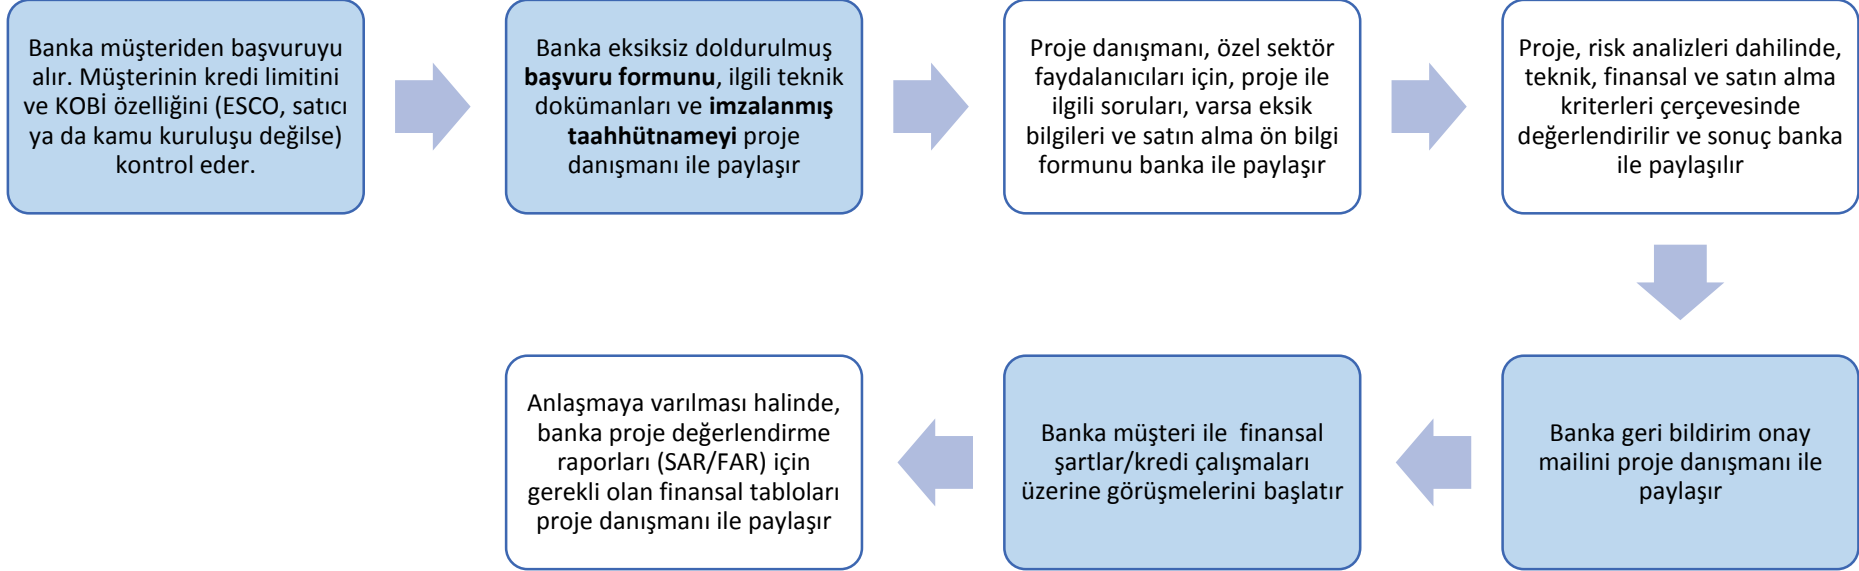 Banka müşteriden başvuruyu
alır. Müşterinin kredi limitini
ve KOBİ özelliğini (ESCO, satıcı
ya da kamu kuruluşu değilse)
kontrol eder.
Banka eksiksiz doldurulmuş
başvuru formunu, ilgili teknik
dokümanları ve imzalanmış
taahhütnameyi proje
danışmanı ile paylaşır
Proje danışmanı, özel sektör
faydalanıcıları için, proje ile
ilgili soruları, varsa eksik
bilgileri ve satın alma ön bilgi
formunu banka ile paylaşır
Proje, risk analizleri dahilinde,
teknik, finansal ve satın alma
kriterleri çerçevesinde
değerlendirilir ve sonuç banka
ile paylaşılır
Banka geri bildirim onay
mailini proje danışmanı ile
paylaşır
Banka müşteri ile finansal
şartlar/kredi çalışmaları
üzerine görüşmelerini başlatır
Anlaşmaya varılması halinde,
banka proje değerlendirme
raporları (SAR/FAR) için
gerekli olan finansal tabloları
proje danışmanı ile paylaşır